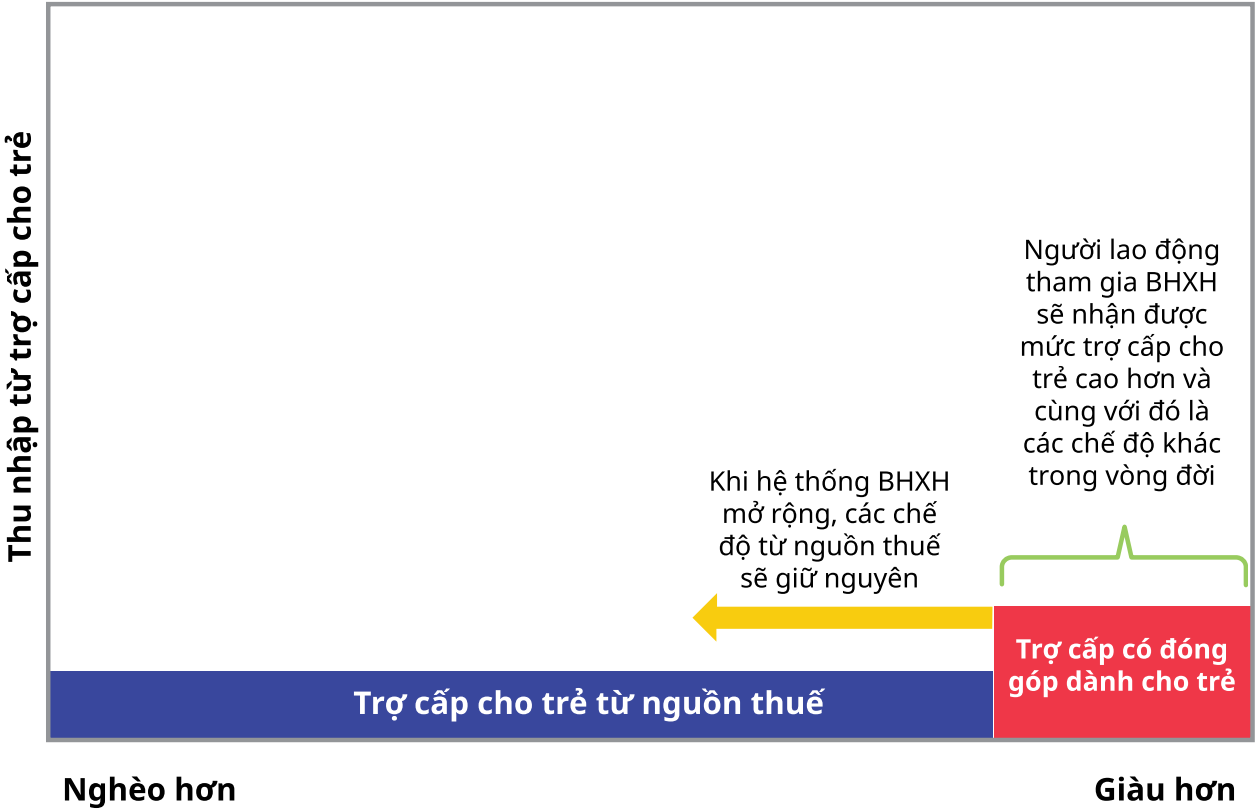 Thu nhập từ trợ cấp cho trẻ
Người lao động
tham gia BHXH
sẽ nhận được
mức trợ cấp cho
trẻ cao hơn và
cùng với đó là
các chế độ khác
trong vòng đời
Khi hệ thống BHXH
mở rộng, các chế
độ từ nguồn thuế
sẽ giữ nguyên
Trợ cấp có đóng
góp dành cho trẻ
Trợ cấp cho trẻ từ nguồn thuế
Nghèo hơn
Giàu hơn